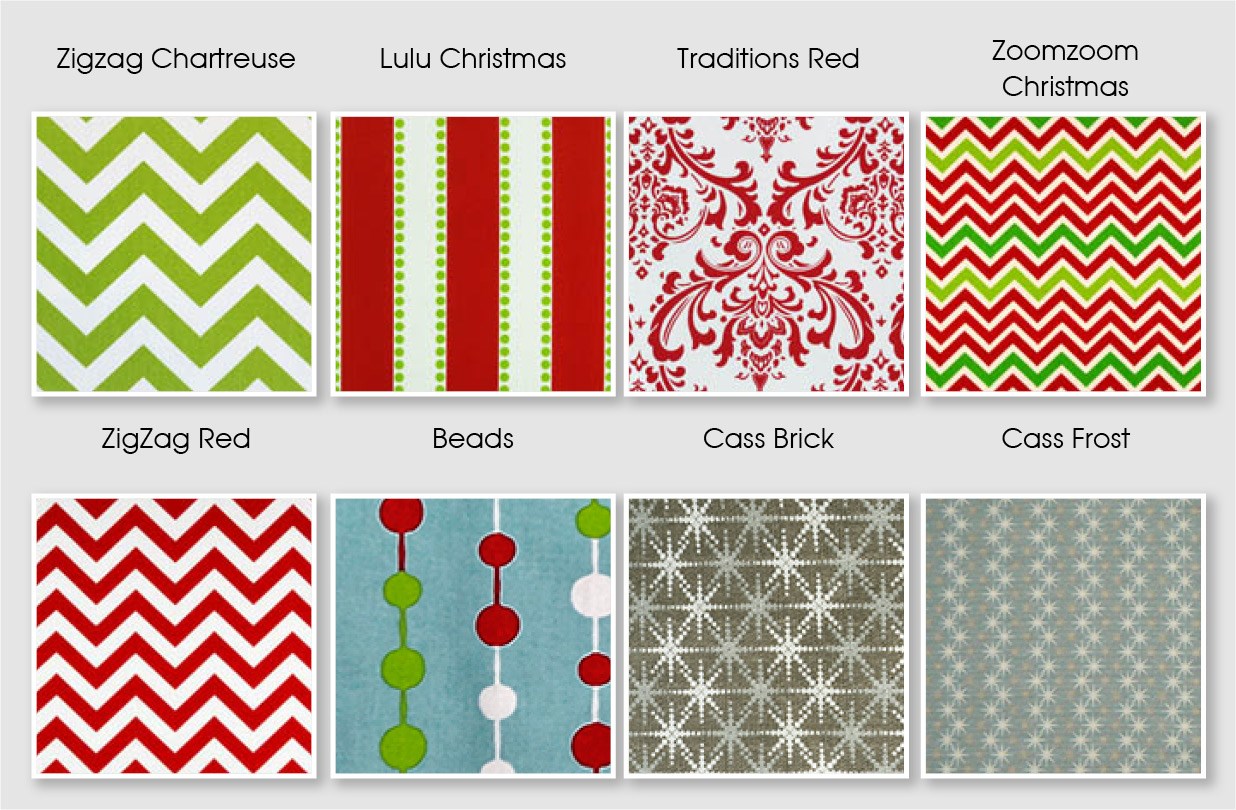 Zigzag Chartreuse
Lulu Christmas
Traditions Red
Zoomzoom
Christmas
ZigZag Red
Beads
Cass Brick
Cass Frost